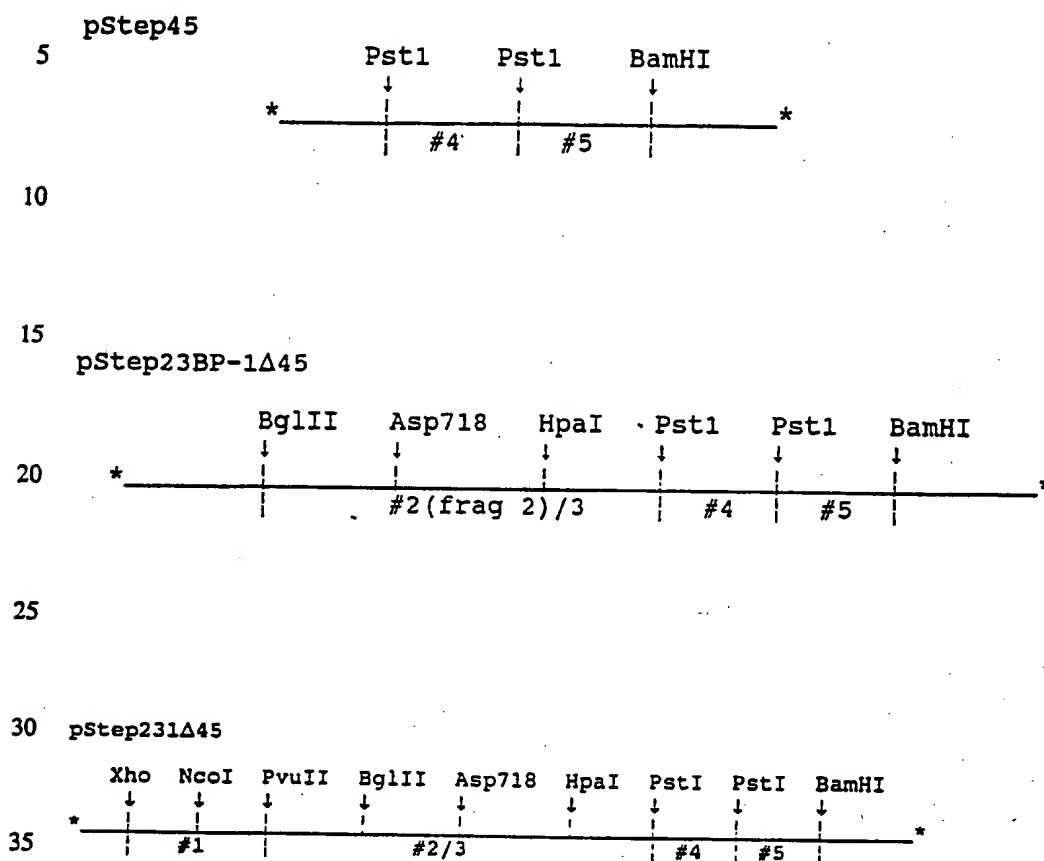 pStep45
5 Pst1 Pst1 BamHI
* *
#4 #5
10
15
pStep23BP-1Δ45
BglII Asp718 HpaI Pst1 Pst1 BamHI
20 * *
#2(frag 2)/3 #4 #5
25
30 pStep231Δ45
Xho NcoI PvuII BglII Asp718 HpaI PstI PstI BamHI
* *
35 #1 #2/3 #4 #5